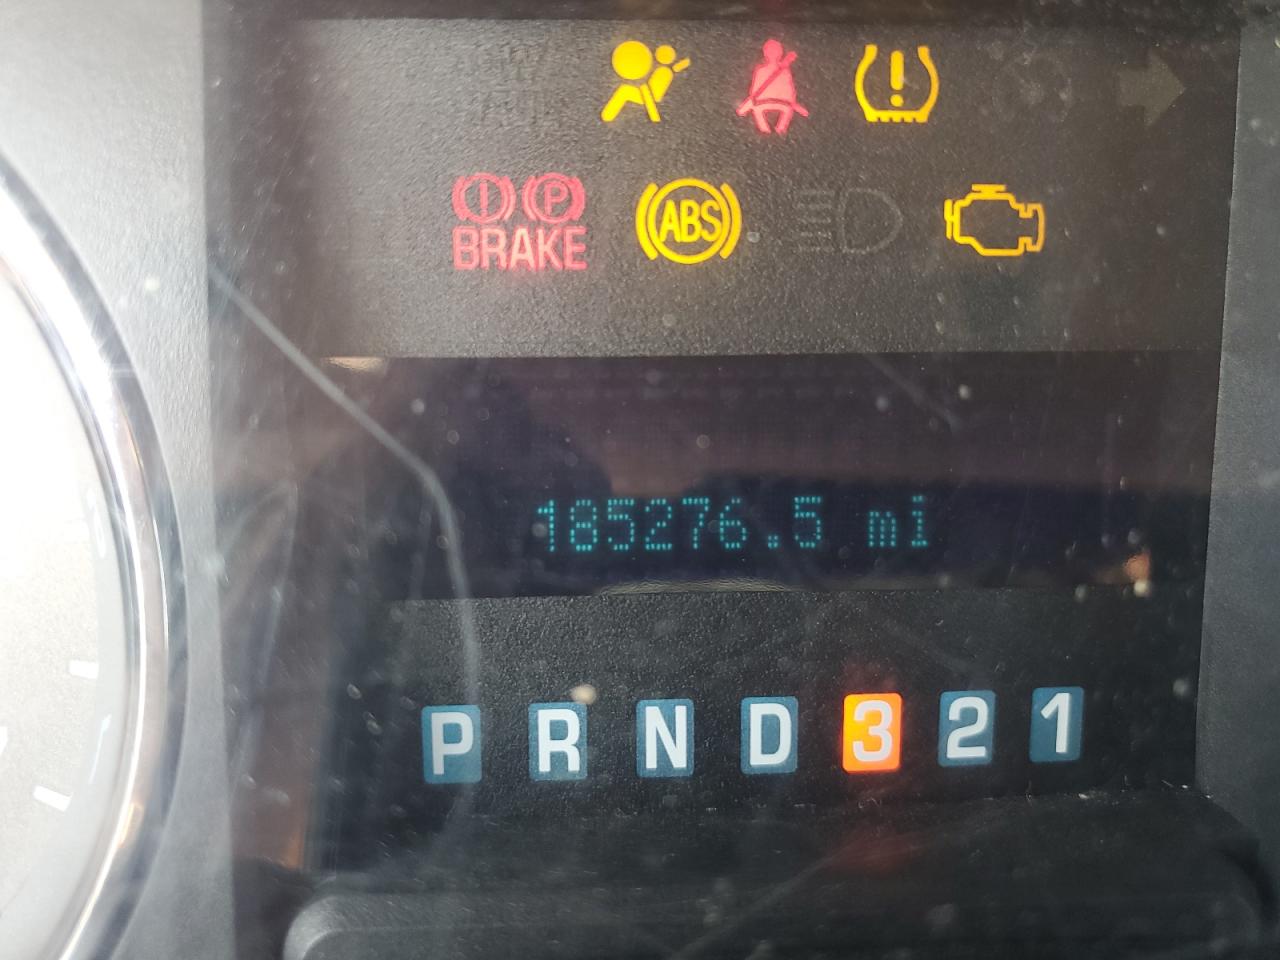 ! 
(!) (P)
BRAKE
ABS
185276.5 mi
P R N D 3 2 1